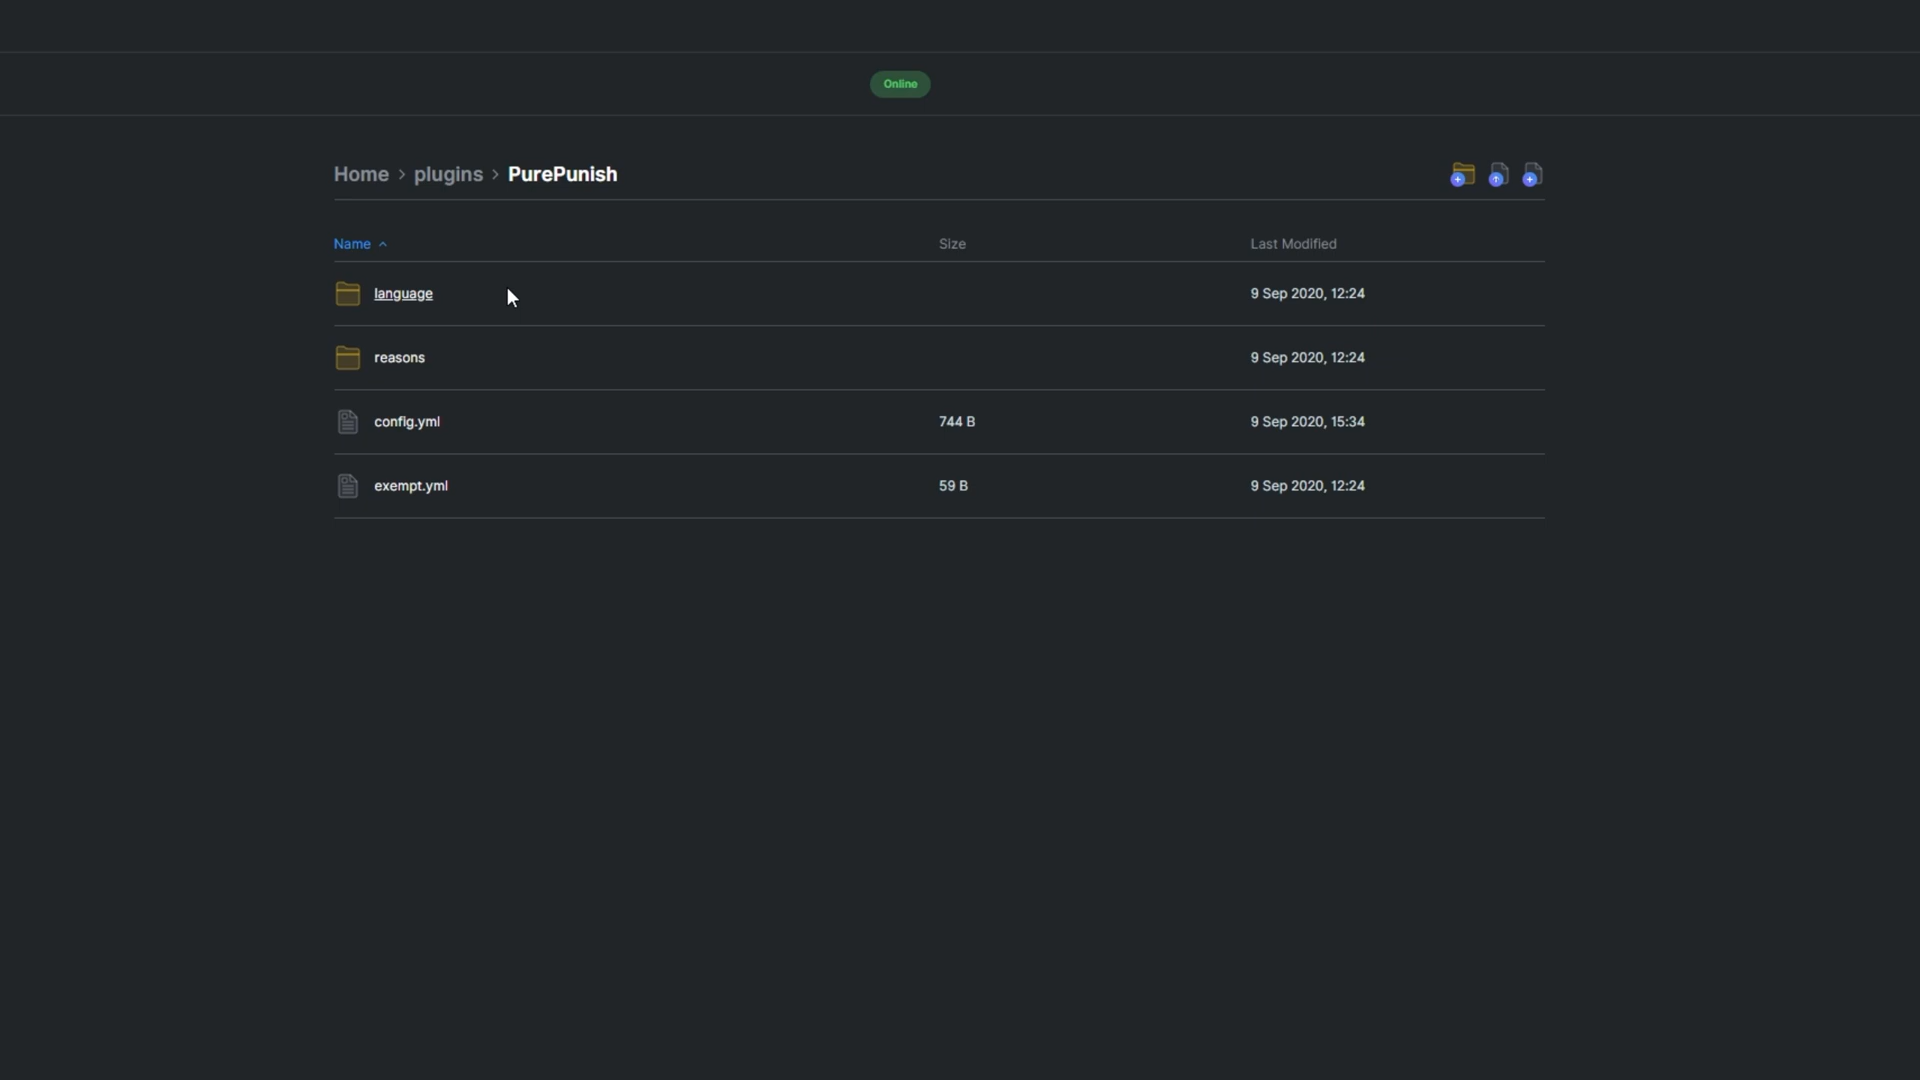 Online
Home > plugins > PurePunish
Name Size Last Modified
language 9 Sep 2020, 12:24
reasons 9 Sep 2020, 12:24
config.yml 744 B 9 Sep 2020, 15:34
exempt.yml 59 B 9 Sep 2020, 12:24